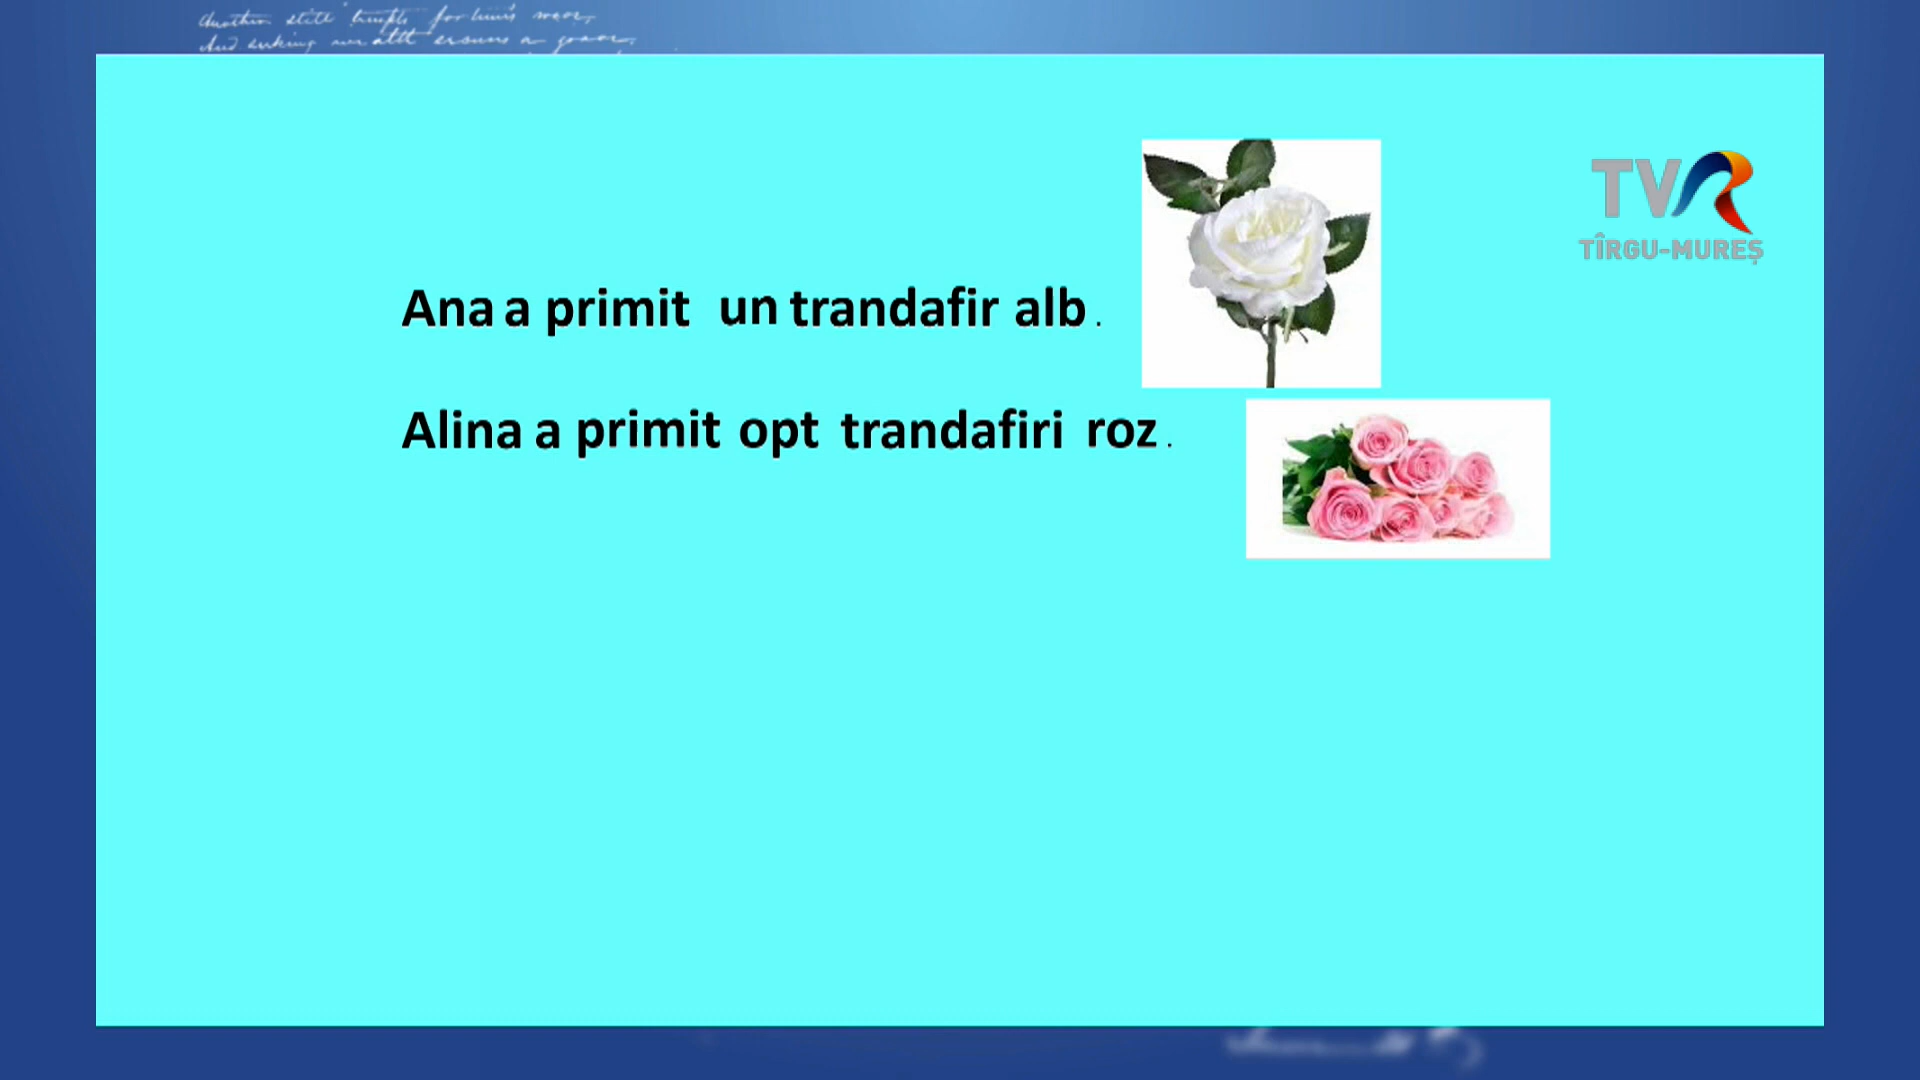 TVR
TÎRGU-MUREȘ
Ana a primit un trandafir alb.
Alina a primit opt trandafiri roz.